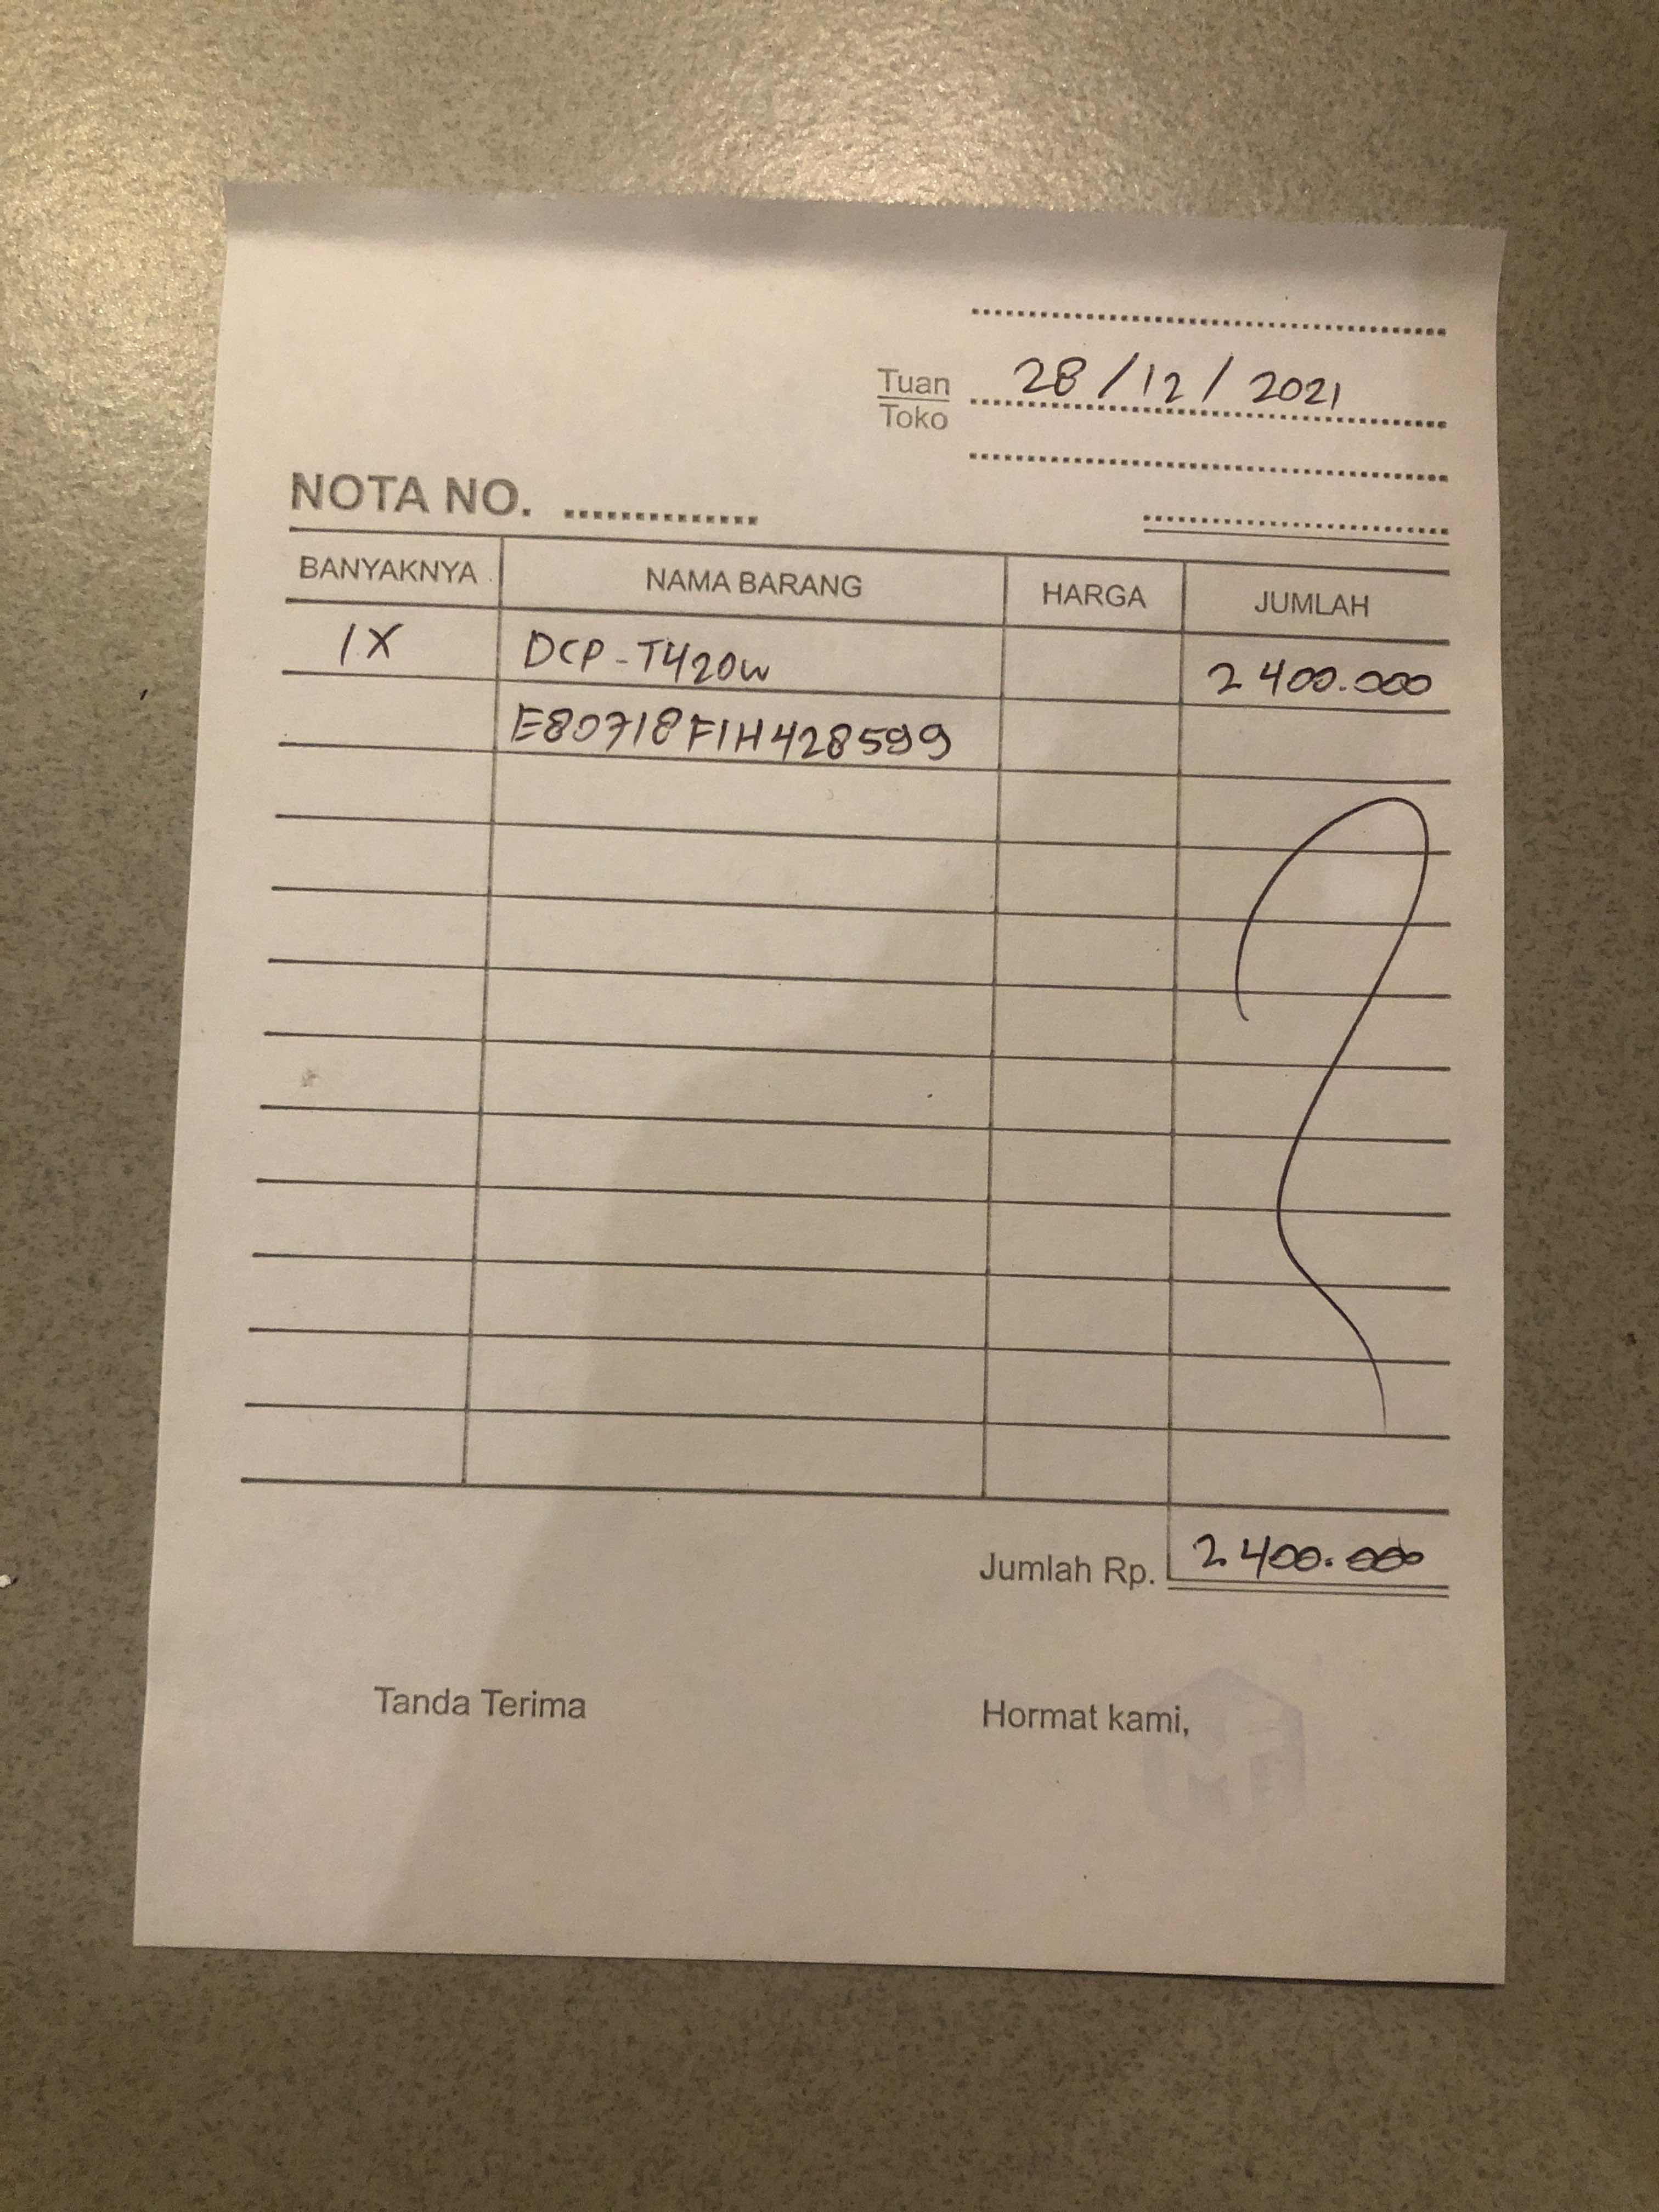 Tuan 28/12/2021
Toko
NOTA NO. ..............
BANYAKNYA NAMA BARANG HARGA JUMLAH
1X DCP-T420W 2 400.000
E80718F1H428599
Jumlah Rp. 2.400.000
Tanda Terima Hormat kami,